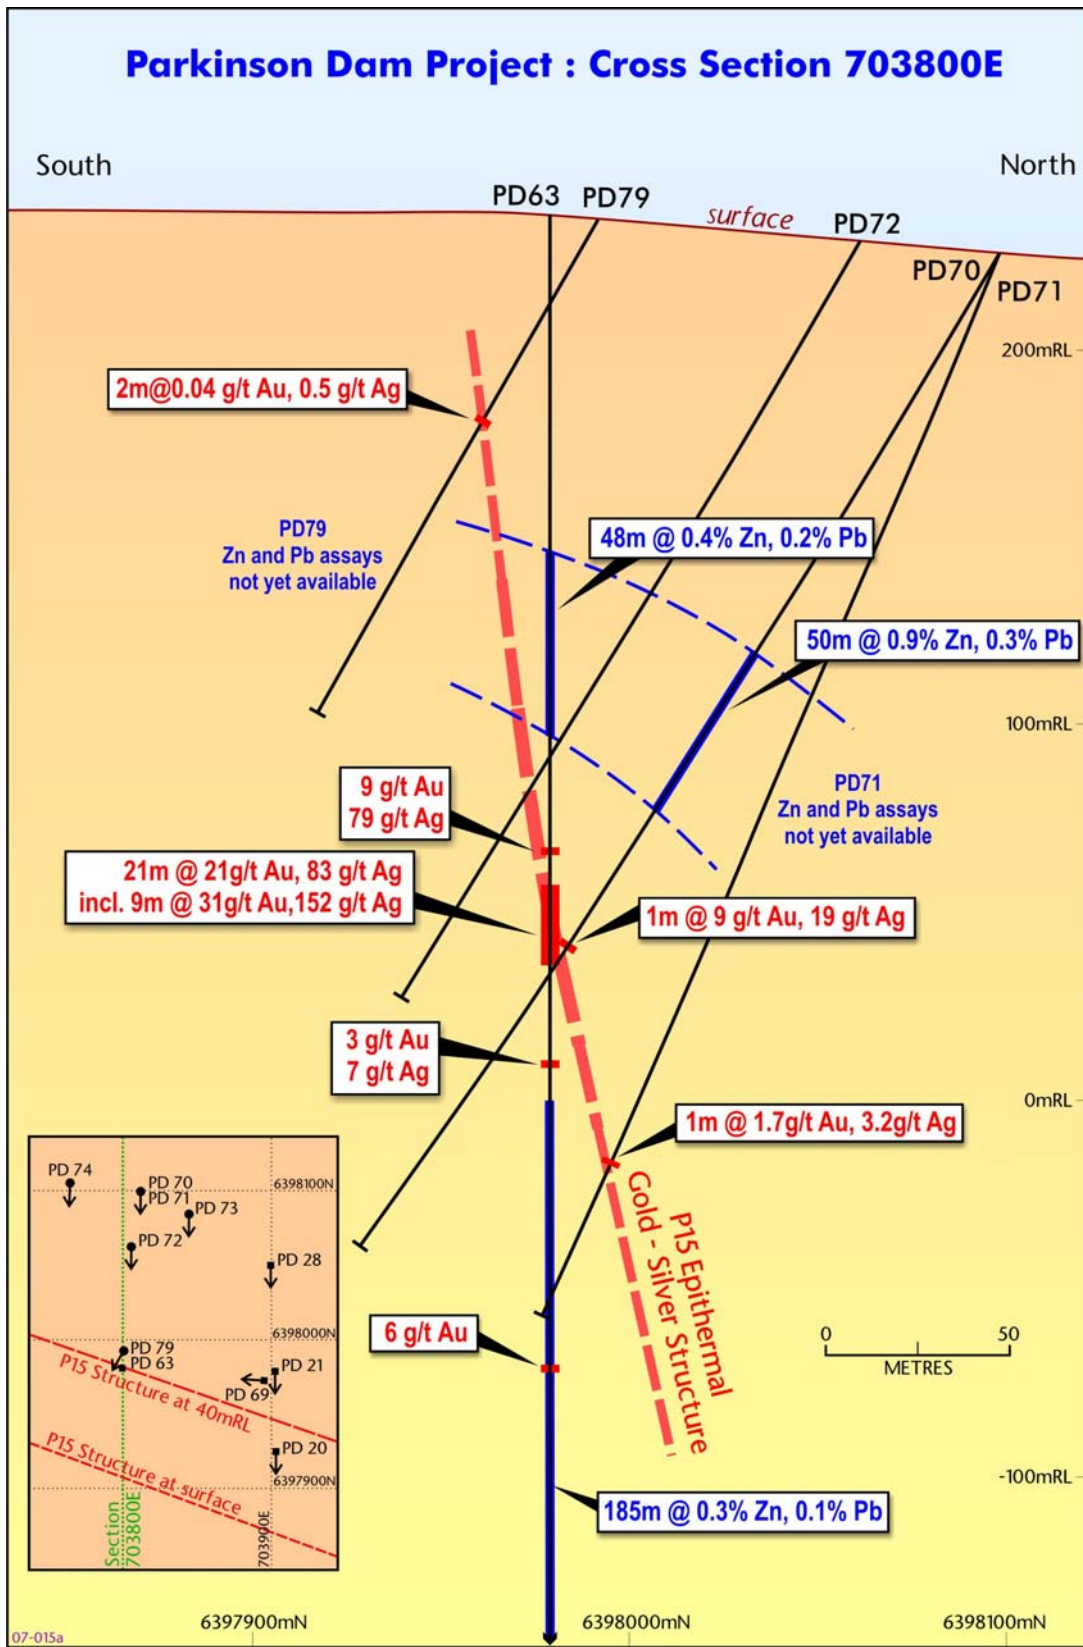 Parkinson Dam Project : Cross Section 703800E
South
North
PD63
PD79
surface
PD72
PD70
PD71
200mRL
2m@0.04 g/t Au, 0.5 g/t Ag
PD79
Zn and Pb assays
not yet available
48m @ 0.4% Zn, 0.2% Pb
50m @ 0.9% Zn, 0.3% Pb
100mRL
9 g/t Au
79 g/t Ag
PD71
Zn and Pb assays
not yet available
21m @ 21g/t Au, 83 g/t Ag
incl. 9m @ 31g/t Au,152 g/t Ag
1m @ 9 g/t Au, 19 g/t Ag
3 g/t Au
7 g/t Ag
0mRL
1m @ 1.7g/t Au, 3.2g/t Ag
P15 Epithermal
Gold - Silver Structure
6 g/t Au
0
50
METRES
-100mRL
185m @ 0.3% Zn, 0.1% Pb
PD 74
PD 70
PD 71
6398100N
PD 73
PD 72
PD 28
6398000N
PD 79
PD 63
PD 21
PD 69
P15 Structure at 40mRL
PD 20
P15 Structure at surface
6397900N
Section
703800E
703900E
6397900mN
6398000mN
6398100mN
07-015a